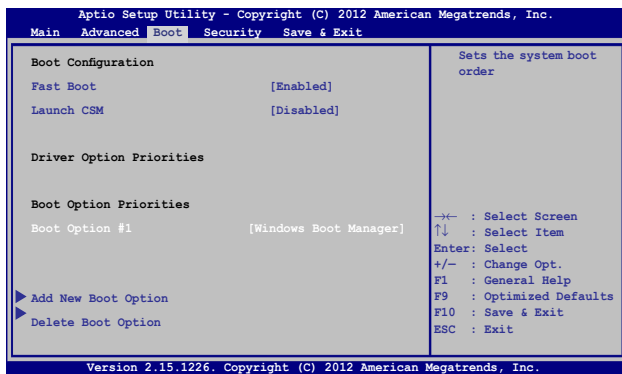 Aptio Setup Utility - Copyright (C) 2012 American Megatrends, Inc.
Main Advanced Boot Security Save & Exit
Boot Configuration
Fast Boot [Enabled]
Launch CSM [Disabled]
Driver Option Priorities
Boot Option Priorities
Boot Option #1 [Windows Boot Manager]
Add New Boot Option
Delete Boot Option
Sets the system boot
order
→← : Select Screen
↑↓ : Select Item
Enter: Select
+/— : Change Opt.
F1 : General Help
F9 : Optimized Defaults
F10 : Save & Exit
ESC : Exit
Version 2.15.1226. Copyright (C) 2012 American Megatrends, Inc.